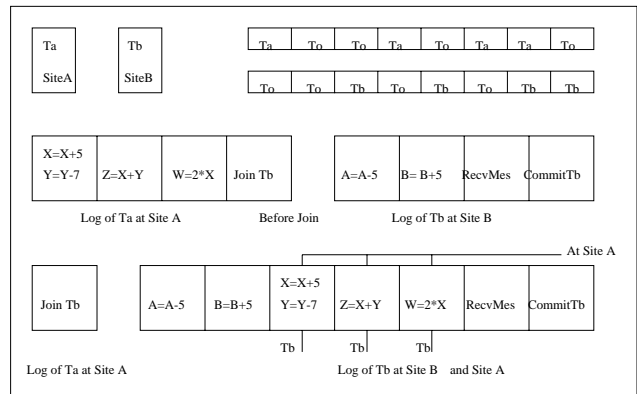 Ta
SiteA
Tb
SiteB
Ta To To Ta To Ta Ta To
To To Tb To Tb To Tb Tb
X=X+5
Y=Y-7 Z=X+Y W=2*X Join Tb
A=A-5 B= B+5 RecvMes CommitTb
Log of Ta at Site A Before Join Log of Tb at Site B
At Site A
X=X+5
Join Tb A=A-5 B=B+5 Y=Y-7 Z=X+Y W=2*X RecvMes CommitTb
Tb Tb Tb
Log of Ta at Site A Log of Tb at Site B and Site A